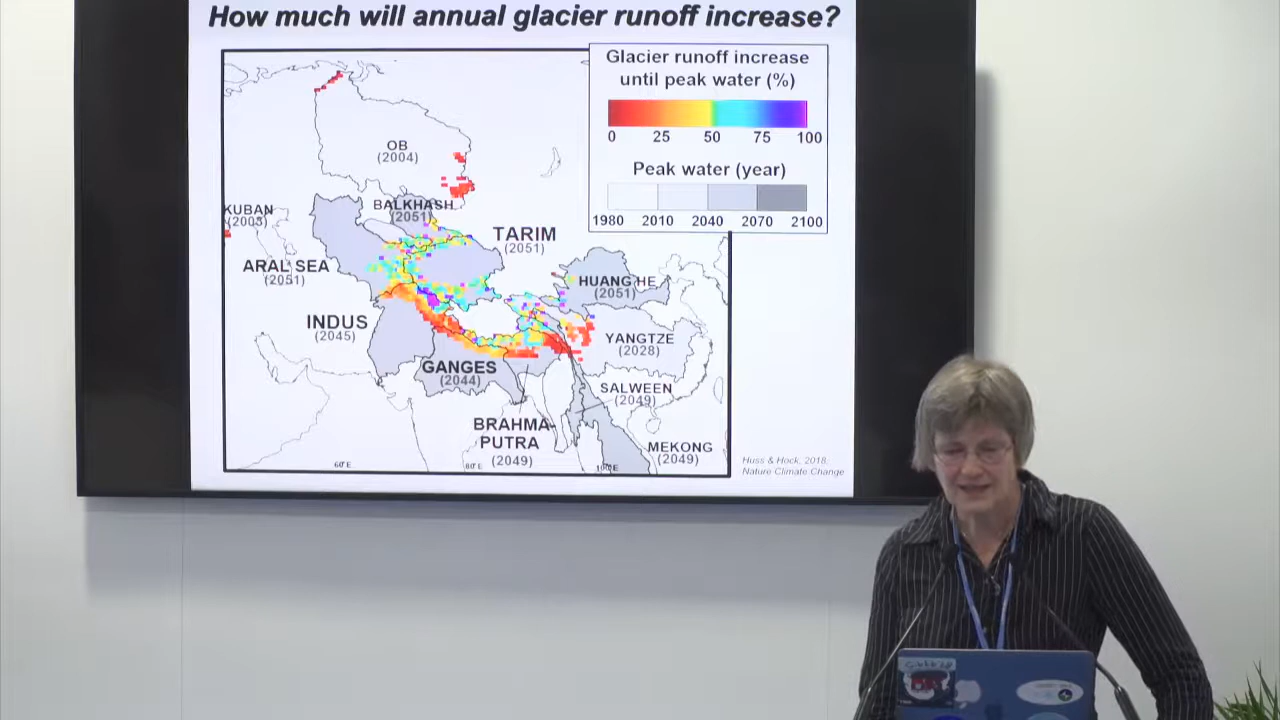 How much will annual glacier runoff increase?
Glacier runoff increase
until peak water (%)
0 25 50 75 100
Peak water (year)
1980 2010 2040 2070 2100
OB
(2004)
KUBAN
BALKHASH
(2051)
TARIM
(2051)
ARAL SEA
(2051)
HUANG HE
(2051)
INDUS
(2045)
YANGTZE
(2028)
GANGES
(2044)
SALWEEN
(2049)
BRAHMA-
PUTRA
(2049)
MEKONG
(2049)
60°E
80°E
100°E
Huss & Hock, 2018,
Nature Climate Change